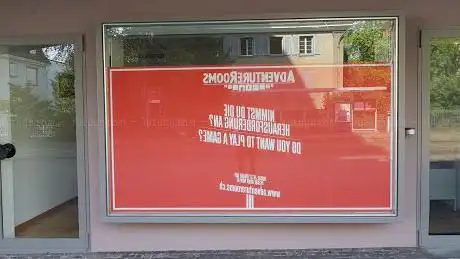 ADVENTUREROOMS
NIMMST DU DIE
HERAUSFORDERUNG AN?
DO YOU WANT TO PLAY A GAME?
www.adventurerooms.ch